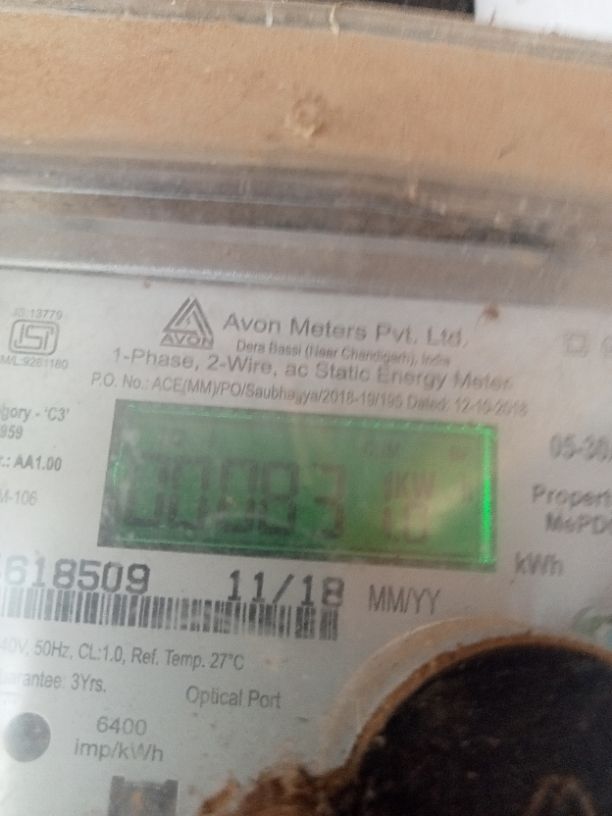 IS:13779
ISI
CM/L:9261180
AVON
Avon Meters Pvt. Ltd.
Dera Bassi (Near Chandigarh), India
1-Phase, 2-Wire, ac Static Energy Meter
P.O. No.: ACE(MM)/PO/Saubhagya/2018-19/195 Dated: 12-10-2018
gory - 'C3'
959
r.: AA1.00
M-106
05-30
00083
KW
Propert
MePD
kWh
618509 11/18 MM/YY
40V, 50Hz, CL:1.0, Ref. Temp. 27°C
arantee: 3Yrs.
Optical Port
6400
imp/kWh